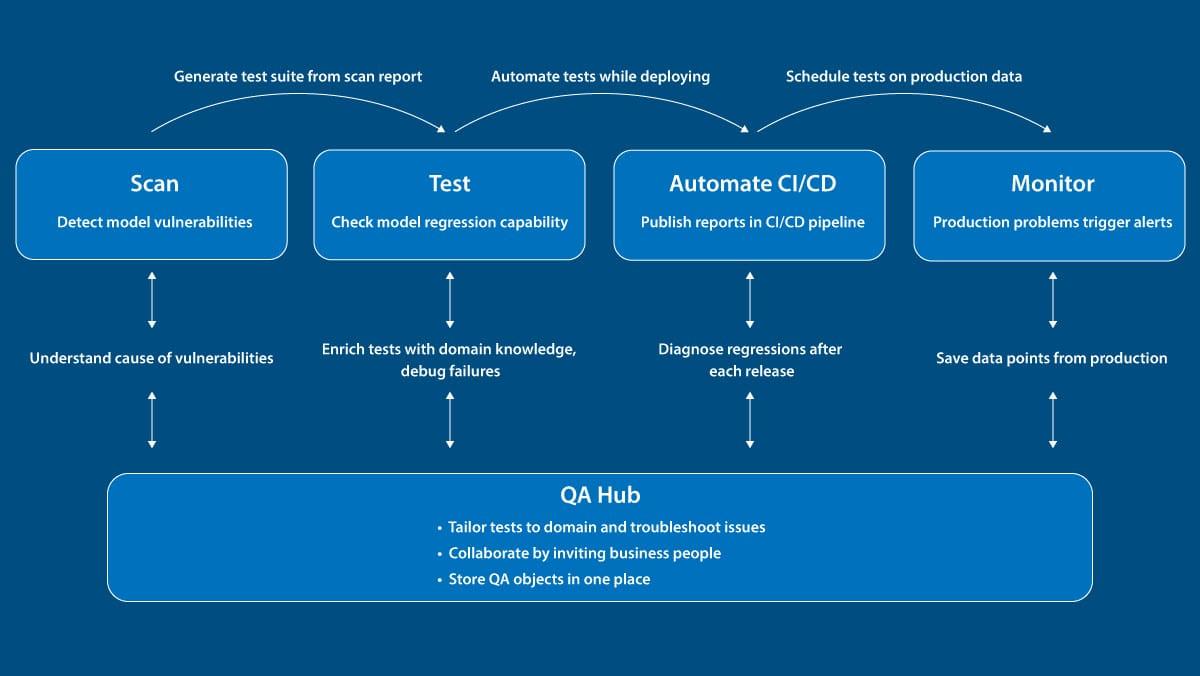 Generate test suite from scan report
Automate tests while deploying
Schedule tests on production data
Scan
Detect model vulnerabilities
Test
Check model regression capability
Automate CI/CD
Publish reports in CI/CD pipeline
Monitor
Production problems trigger alerts
Understand cause of vulnerabilities
Enrich tests with domain knowledge,
debug failures
Diagnose regressions after
each release
Save data points from production
QA Hub
• Tailor tests to domain and troubleshoot issues
• Collaborate by inviting business people
• Store QA objects in one place